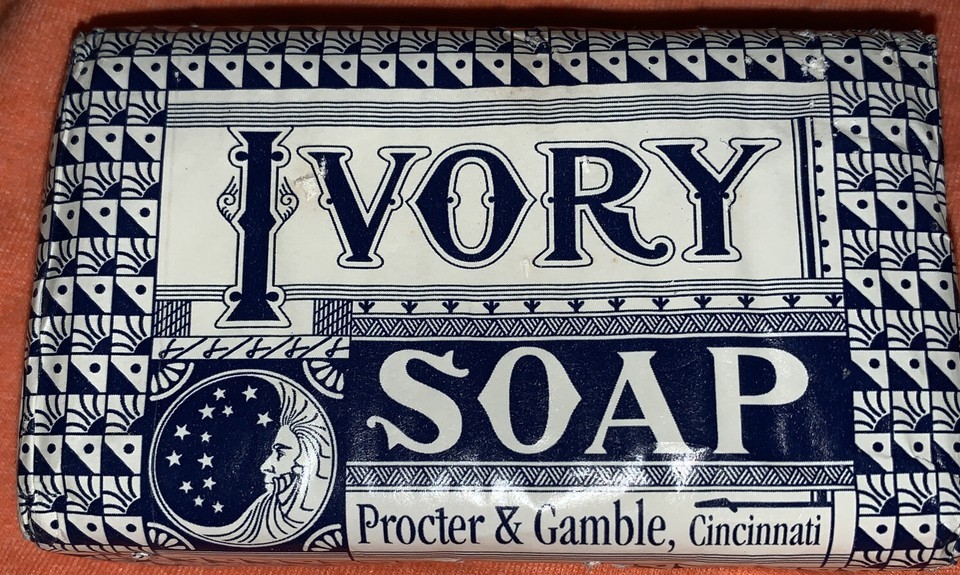 IVORY
SOAP
Procter & Gamble, Cincinnati